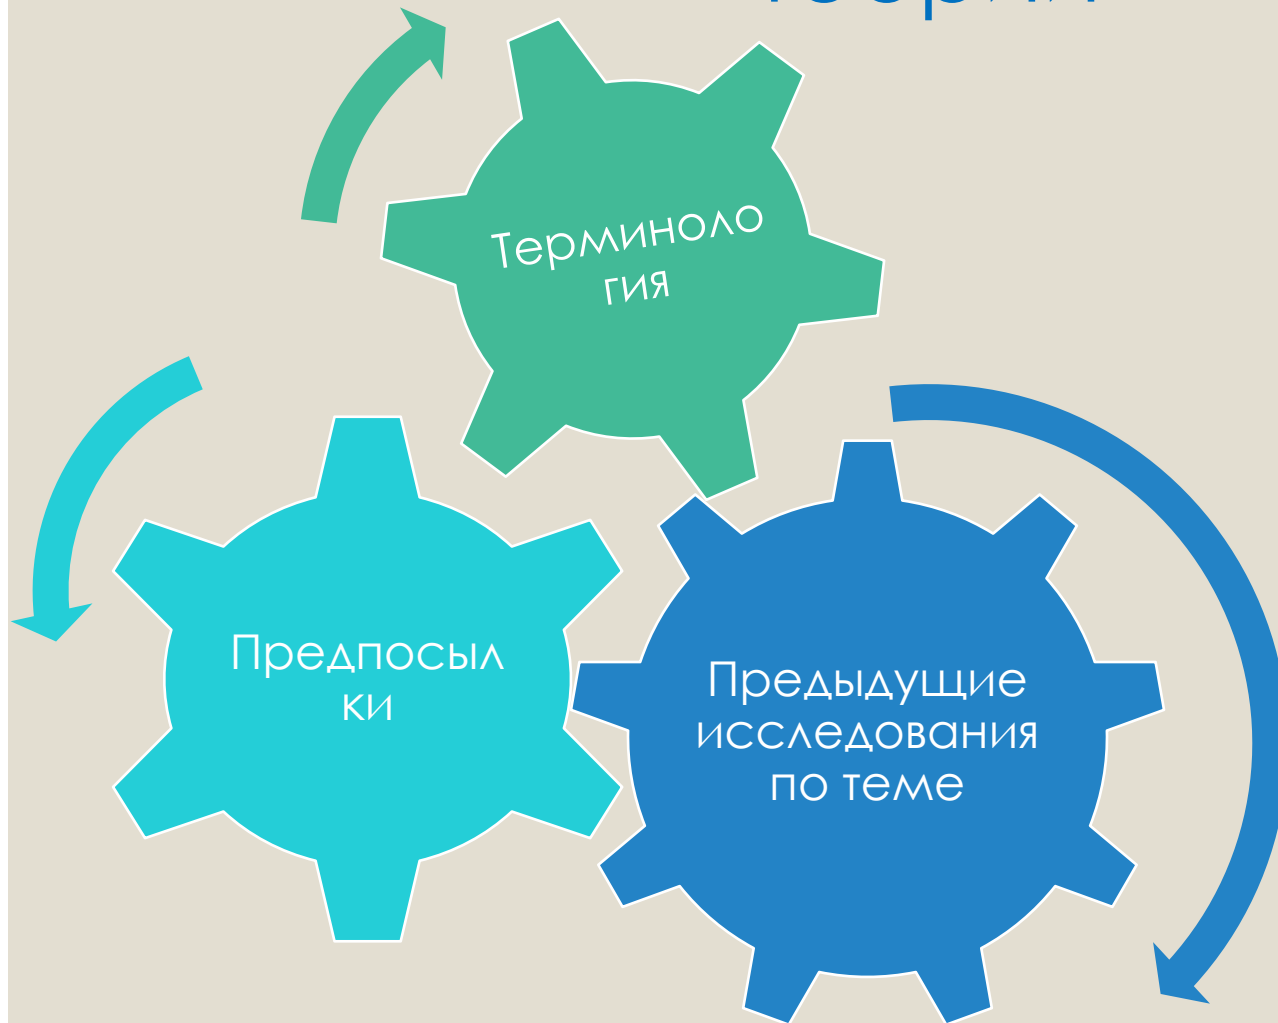 Терминоло
гия
Предпосыл
ки
Предыдущие
исследования
по теме